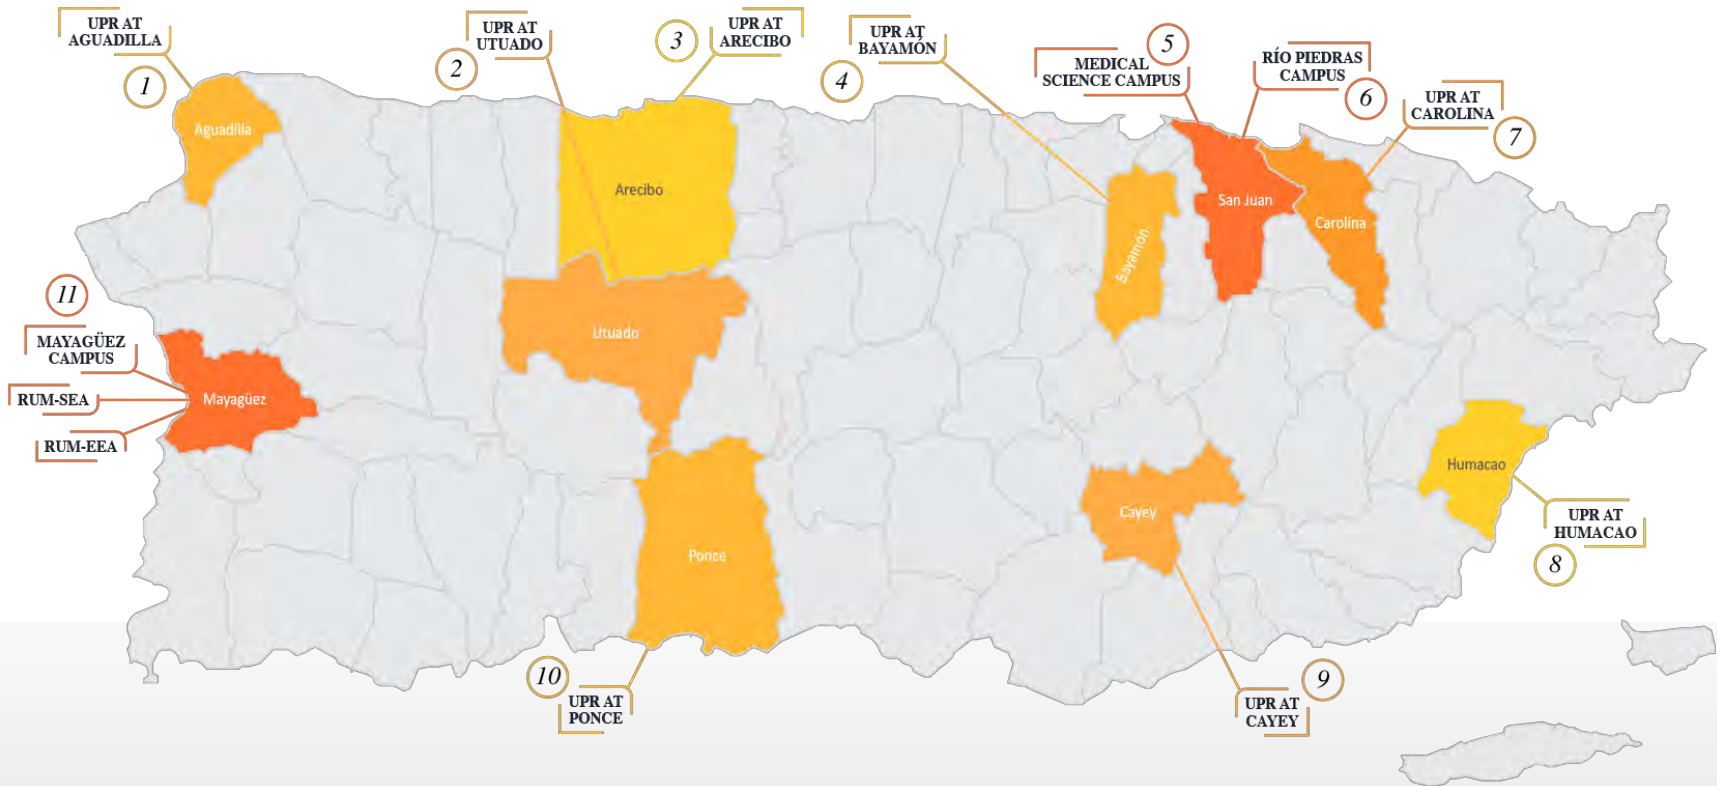 UPR AT
AGUADILLA
1
UPR AT
UTUADO
2
3
UPR AT
ARECIBO
4
UPR AT
BAYAMÓN
5
MEDICAL
SCIENCE CAMPUS
RÍO PIEDRAS
CAMPUS
6
UPR AT
CAROLINA
7
Aguadilla
Arecibo
Bayamón
San Juan
Carolina
11
MAYAGÜEZ
CAMPUS
RUM-SEA
RUM-EEA
Mayagüez
Utuado
Ponce
Cayey
Humacao
UPR AT
HUMACAO
8
10
UPR AT
PONCE
9
UPR AT
CAYEY